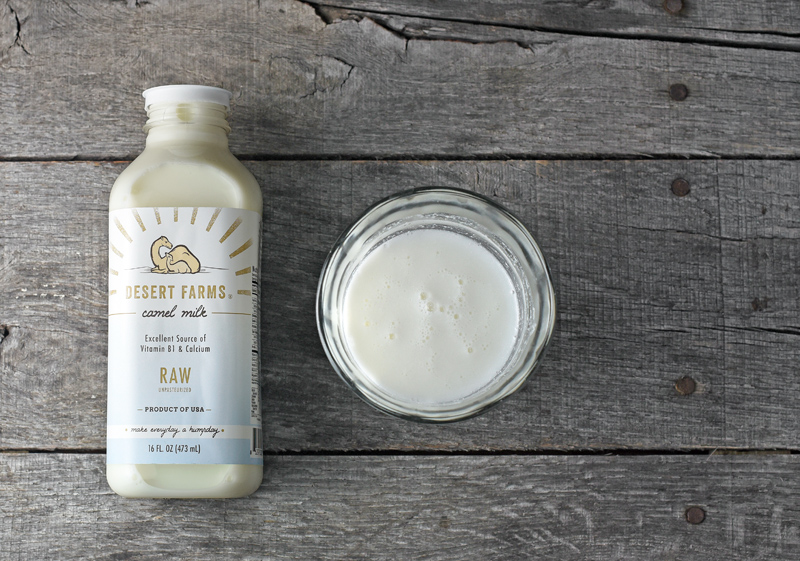 DESERT FARMS
camel milk
Excellent Source of
Vitamin B1 & Calcium
RAW
UNPASTEURIZED
— PRODUCT OF USA —
make everyday a humpday
16 FL. OZ (473 mL)